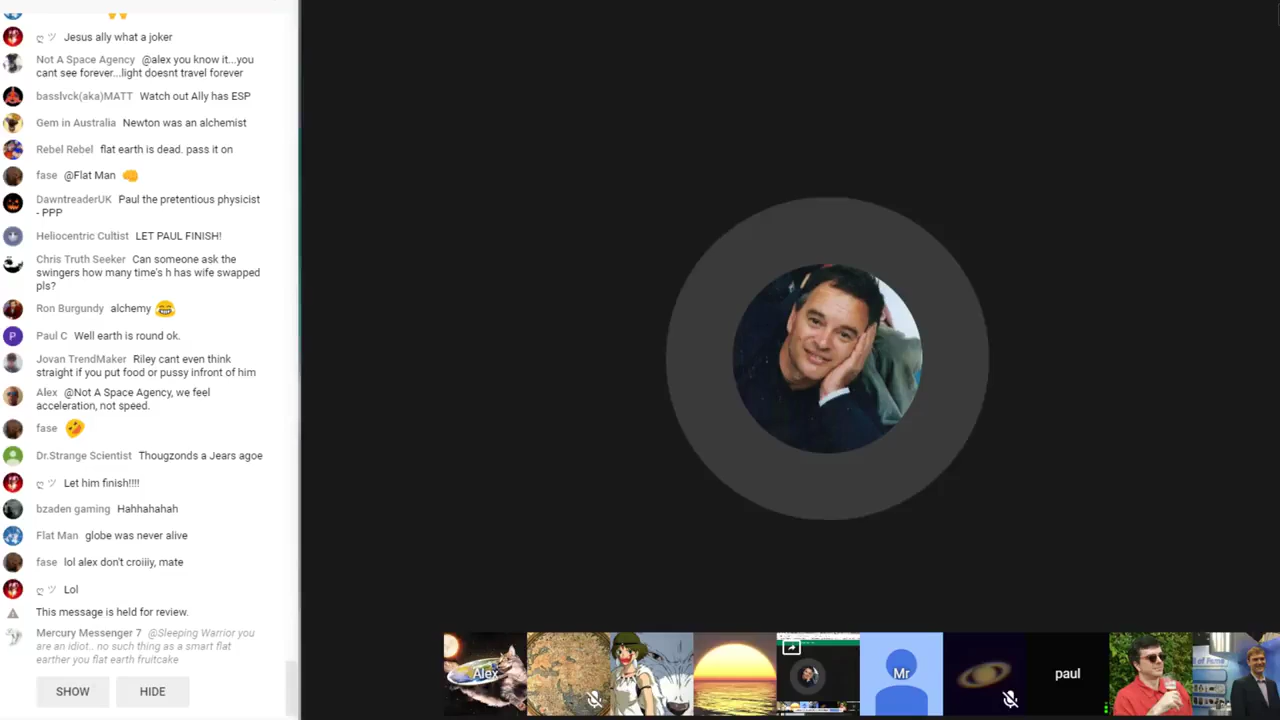 ღ ツ Jesus ally what a joker
Not A Space Agency @alex you know it...you
cant see forever...light doesnt travel forever
basslvck(aka)MATT Watch out Ally has ESP
Gem in Australia Newton was an alchemist
Rebel Rebel flat earth is dead. pass it on
fase @Flat Man 👊
DawntreaderUK Paul the pretentious physicist
- PPP
Heliocentric Cultist LET PAUL FINISH!
Chris Truth Seeker Can someone ask the
swingers how many time's h has wife swapped
pls?
Ron Burgundy alchemy 😂
P Paul C Well earth is round ok.
Jovan TrendMaker Riley cant even think
straight if you put food or pussy infront of him
Alex @Not A Space Agency, we feel
acceleration, not speed.
fase 🤣
Dr.Strange Scientist Thougzonds a Jears agoe
ღ ツ Let him finish!!!!
bzaden gaming Hahhahahah
Flat Man globe was never alive
fase lol alex don't croiiiy, mate
ღ ツ Lol
This message is held for review.
Mercury Messenger 7 @Sleeping Warrior you
are an idiot.. no such thing as a smart flat
earther you flat earth fruitcake
SHOW HIDE
Alex Mr paul